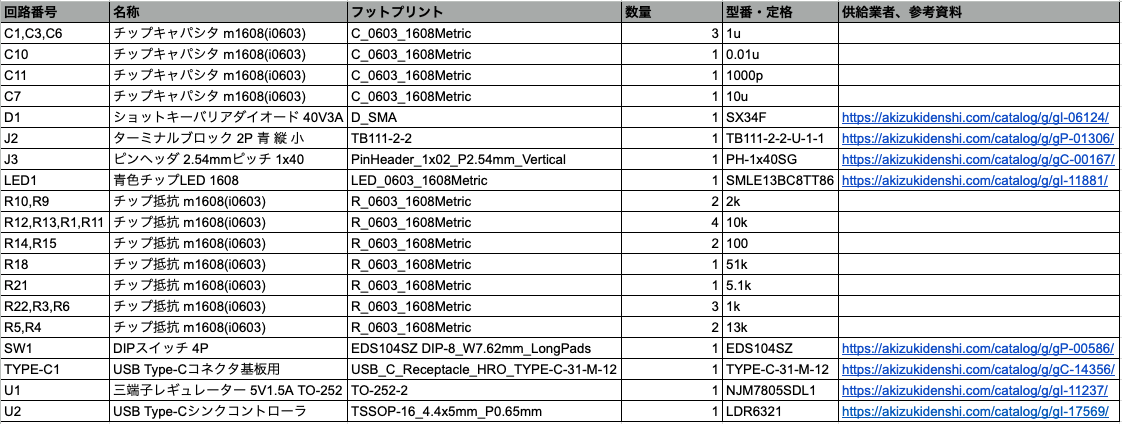 回路番号 名称 フットプリント 数量 型番・定格 供給業者、参考資料
C1,C3,C6 チップキャパシタ m1608(i0603) C_0603_1608Metric 3 1u
C10 チップキャパシタ m1608(i0603) C_0603_1608Metric 1 0.01u
C11 チップキャパシタ m1608(i0603) C_0603_1608Metric 1 1000p
C7 チップキャパシタ m1608(i0603) C_0603_1608Metric 1 10u
D1 ショットキーバリアダイオード 40V3A D_SMA 1 SX34F https://akizukidenshi.com/catalog/g/gI-06124/
J2 ターミナルブロック 2P 青 縦 小 TB111-2-2 1 TB111-2-2-U-1-1 https://akizukidenshi.com/catalog/g/gP-01306/
J3 ピンヘッダ 2.54mmピッチ 1x40 PinHeader_1x02_P2.54mm_Vertical 1 PH-1x40SG https://akizukidenshi.com/catalog/g/gC-00167/
LED1 青色チップLED 1608 LED_0603_1608Metric 1 SMLE13BC8TT86 https://akizukidenshi.com/catalog/g/gI-11881/
R10,R9 チップ抵抗 m1608(i0603) R_0603_1608Metric 2 2k
R12,R13,R1,R11 チップ抵抗 m1608(i0603) R_0603_1608Metric 4 10k
R14,R15 チップ抵抗 m1608(i0603) R_0603_1608Metric 2 100
R18 チップ抵抗 m1608(i0603) R_0603_1608Metric 1 51k
R21 チップ抵抗 m1608(i0603) R_0603_1608Metric 1 5.1k
R22,R3,R6 チップ抵抗 m1608(i0603) R_0603_1608Metric 3 1k
R5,R4 チップ抵抗 m1608(i0603) R_0603_1608Metric 2 13k
SW1 DIPスイッチ 4P EDS104SZ DIP-8_W7.62mm_LongPads 1 EDS104SZ https://akizukidenshi.com/catalog/g/gP-00586/
TYPE-C1 USB Type-Cコネクタ基板用 USB_C_Receptacle_HRO_TYPE-C-31-M-12 1 TYPE-C-31-M-12 https://akizukidenshi.com/catalog/g/gC-14356/
U1 三端子レギュレーター 5V1.5A TO-252 TO-252-2 1 NJM7805SDL1 https://akizukidenshi.com/catalog/g/gI-11237/
U2 USB Type-Cシンクコントローラ TSSOP-16_4.4x5mm_P0.65mm 1 LDR6321 https://akizukidenshi.com/catalog/g/gI-17569/